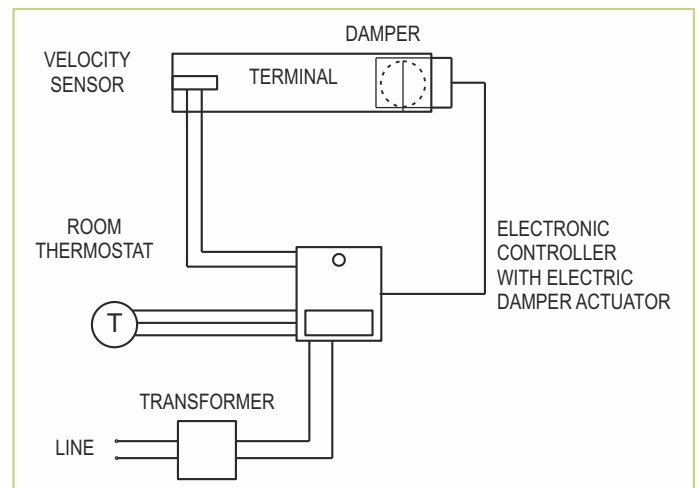 DAMPER
VELOCITY
SENSOR
TERMINAL
ROOM
THERMOSTAT
ELECTRONIC
CONTROLLER
WITH ELECTRIC
DAMPER ACTUATOR
T
TRANSFORMER
LINE